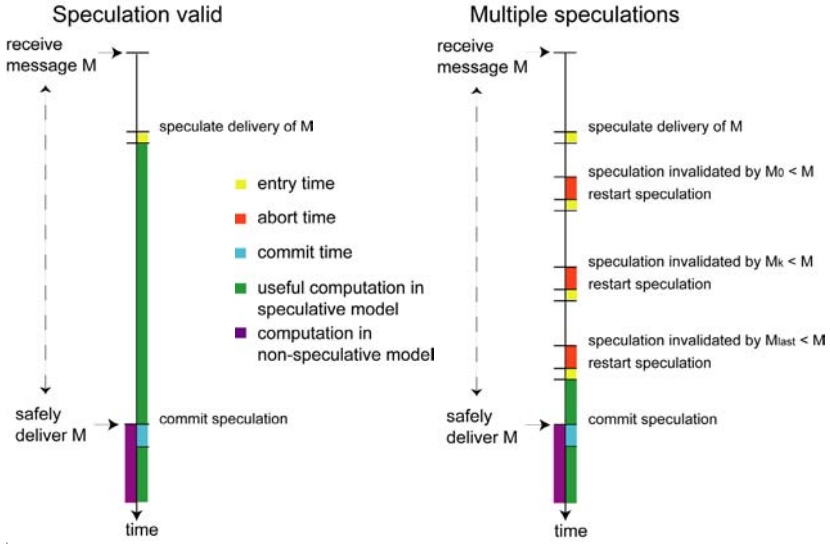 Speculation valid
receive
message M
speculate delivery of M
entry time
abort time
commit time
useful computation in
speculative model
computation in
non-speculative model
safely
deliver M
commit speculation
time
Multiple speculations
receive
message M
speculate delivery of M
speculation invalidated by M0 < M
restart speculation
speculation invalidated by Mk < M
restart speculation
speculation invalidated by Mlast < M
restart speculation
safely
deliver M
commit speculation
time